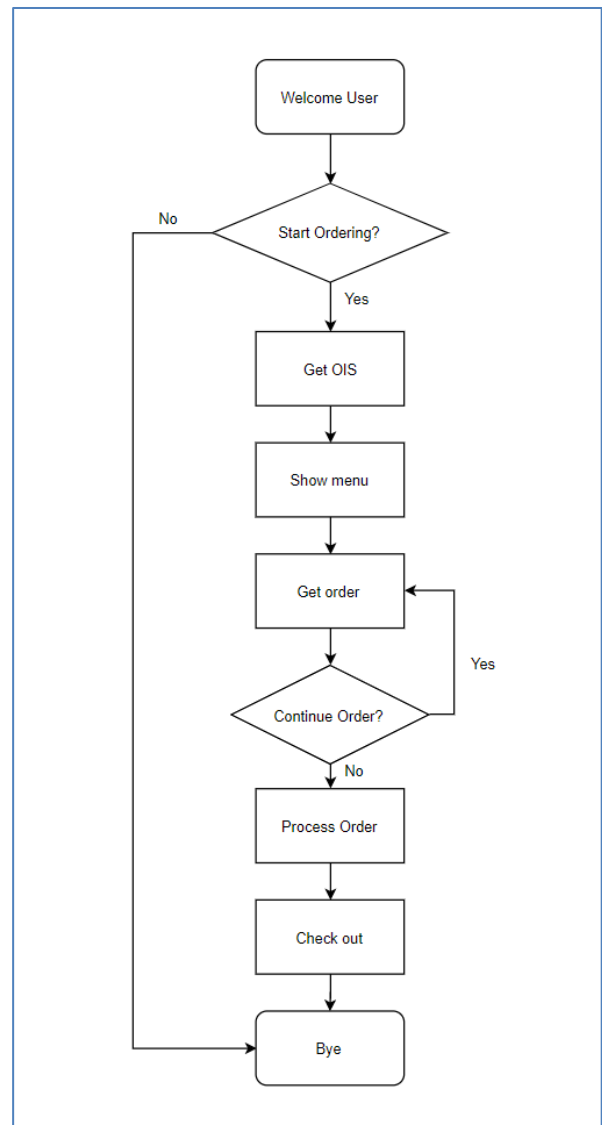 Welcome User
No
Start Ordering?
Yes
Get OIS
Show menu
Get order
Yes
Continue Order?
No
Process Order
Check out
Bye